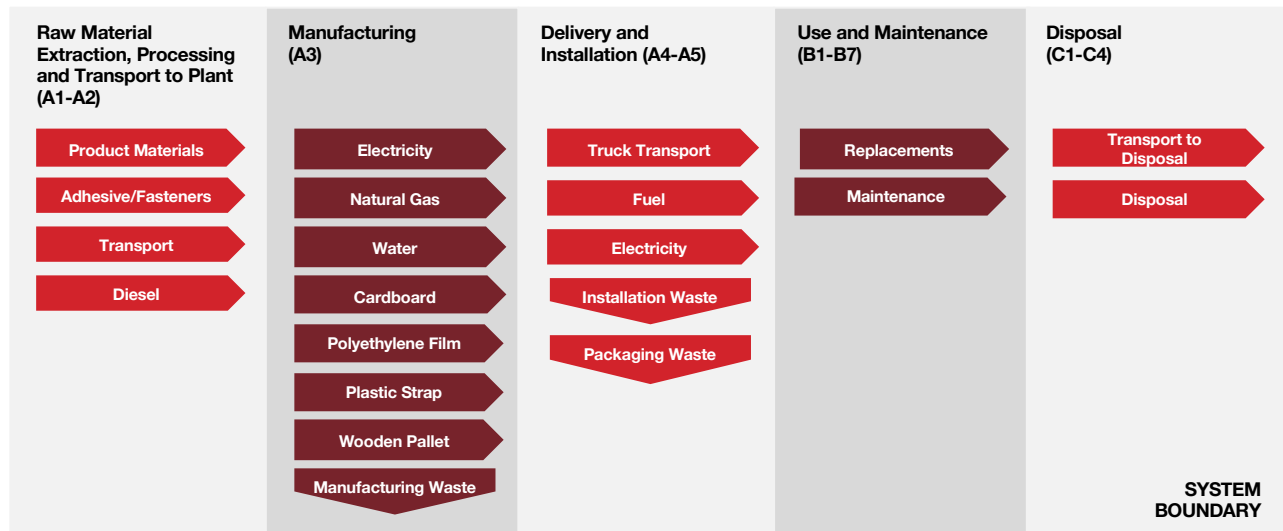 Raw Material
Extraction, Processing
and Transport to Plant
(A1-A2)
Product Materials
Adhesive/Fasteners
Transport
Diesel
Manufacturing
(A3)
Electricity
Natural Gas
Water
Cardboard
Polyethylene Film
Plastic Strap
Wooden Pallet
Manufacturing Waste
Delivery and
Installation (A4-A5)
Truck Transport
Fuel
Electricity
Installation Waste
Packaging Waste
Use and Maintenance
(B1-B7)
Replacements
Maintenance
Disposal
(C1-C4)
Transport to
Disposal
Disposal
SYSTEM
BOUNDARY